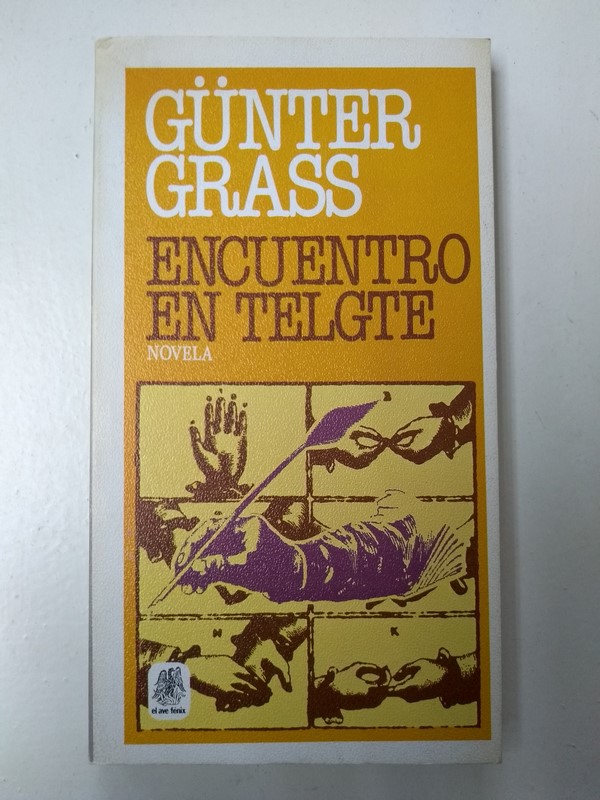 GÜNTER
GRASS
ENCUENTRO
EN TELGTE
NOVELA
H
K
el ave fénix